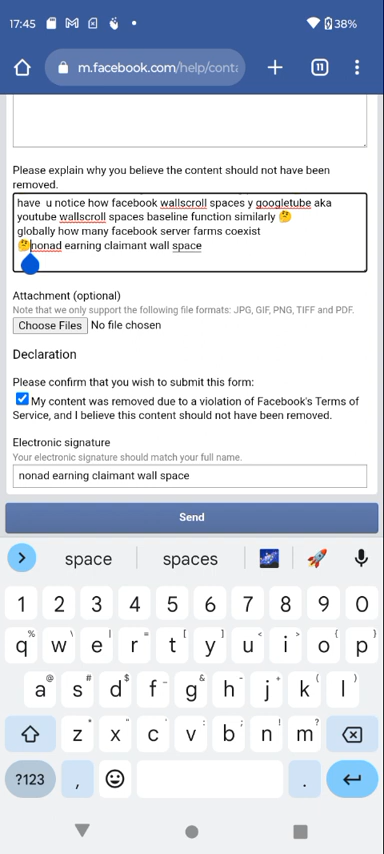 17:45
38%
m.facebook.com/help/conta
11
Please explain why you believe the content should not have been
removed.
have u notice how facebook wallscroll spaces y googletube aka
youtube wallscroll spaces baseline function similarly 🤔
globally how many facebook server farms coexist
🤔nonad earning claimant wall space
Attachment (optional)
Note that we only support the following file formats: JPG, GIF, PNG, TIFF and PDF.
Choose Files No file chosen
Declaration
Please confirm that you wish to submit this form:
My content was removed due to a violation of Facebook's Terms of
Service, and I believe this content should not have been removed.
Electronic signature
Your electronic signature should match your full name.
nonad earning claimant wall space
Send
space spaces 🌌 🚀
1 2 3 4 5 6 7 8 9 0
% \ | = [ ] < > { }
q w e r t y u i o p
@ # $ _ & - + ( )
a s d f g h j k l
* " ' : ; ! ?
z x c v b n m
?123 , .